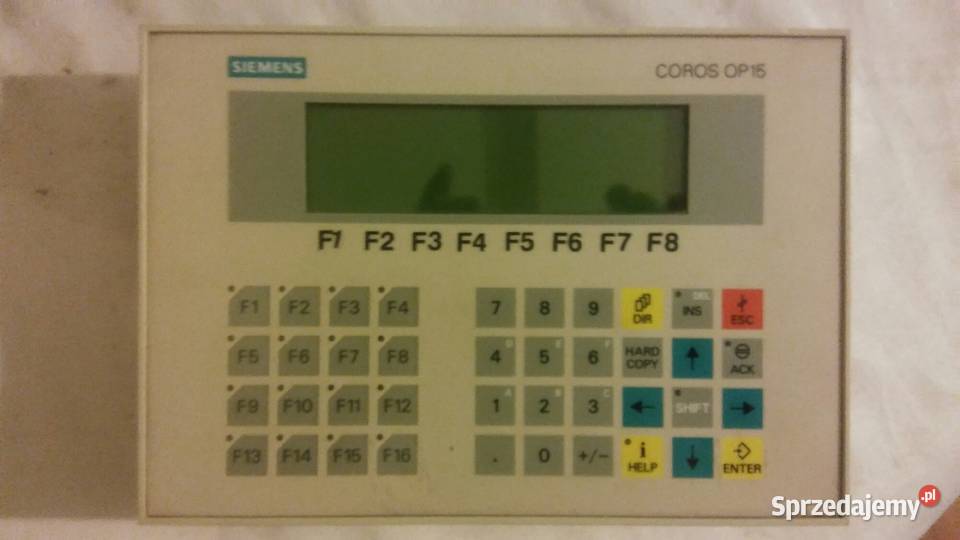 SIEMENS
COROS OP15
F1 F2 F3 F4 F5 F6 F7 F8
F1 F2 F3 F4 7 8 9 DIR DEL INS ESC
F5 F6 F7 F8 4 D 5 E 6 F HARD COPY ACK
F9 F10 F11 F12 1 A 2 B 3 C SHIFT
F13 F14 F15 F16 . 0 +/- i HELP ENTER
Sprzedajemy.pl